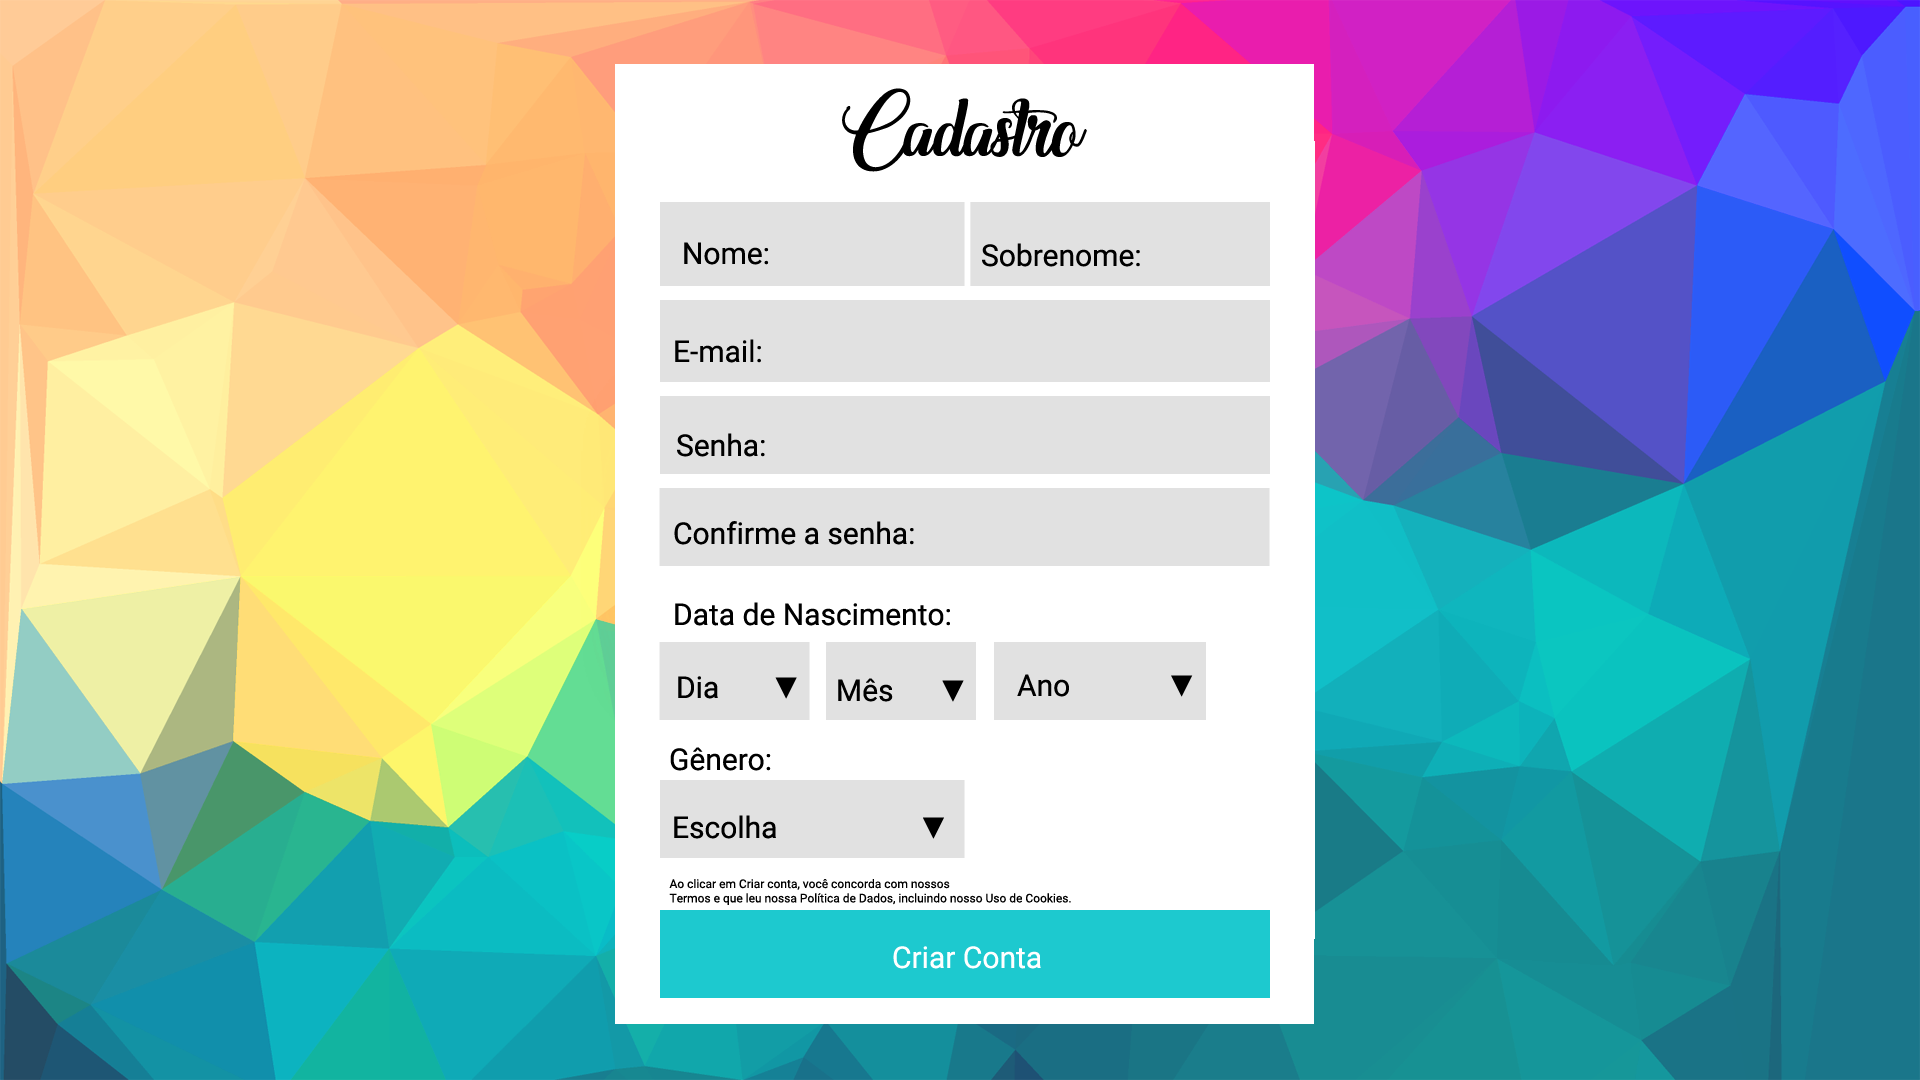 Cadastro
Nome: Sobrenome:
E-mail:
Senha:
Confirme a senha:
Data de Nascimento:
Dia ▼ Mês ▼ Ano ▼
Gênero:
Escolha ▼
Ao clicar em Criar conta, você concorda com nossos
Termos e que leu nossa Política de Dados, incluindo nosso Uso de Cookies.
Criar Conta